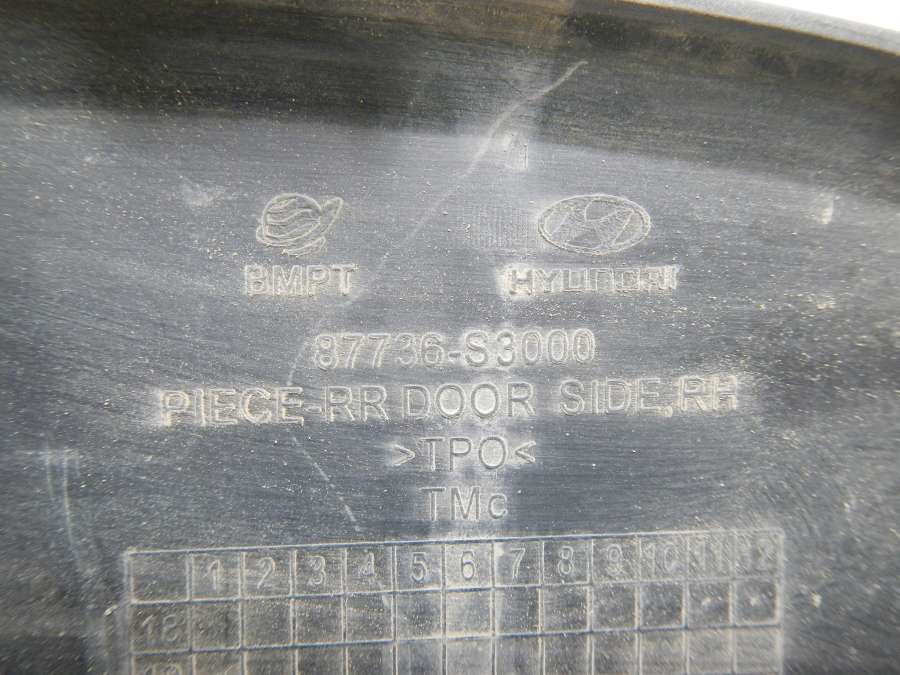 BMPT HYUNDAI
87736-S3000
PIECE-RR DOOR SIDE,RH
>TPO<
TMc
1 2 3 4 5 6 7 8 9 10 11 12
18